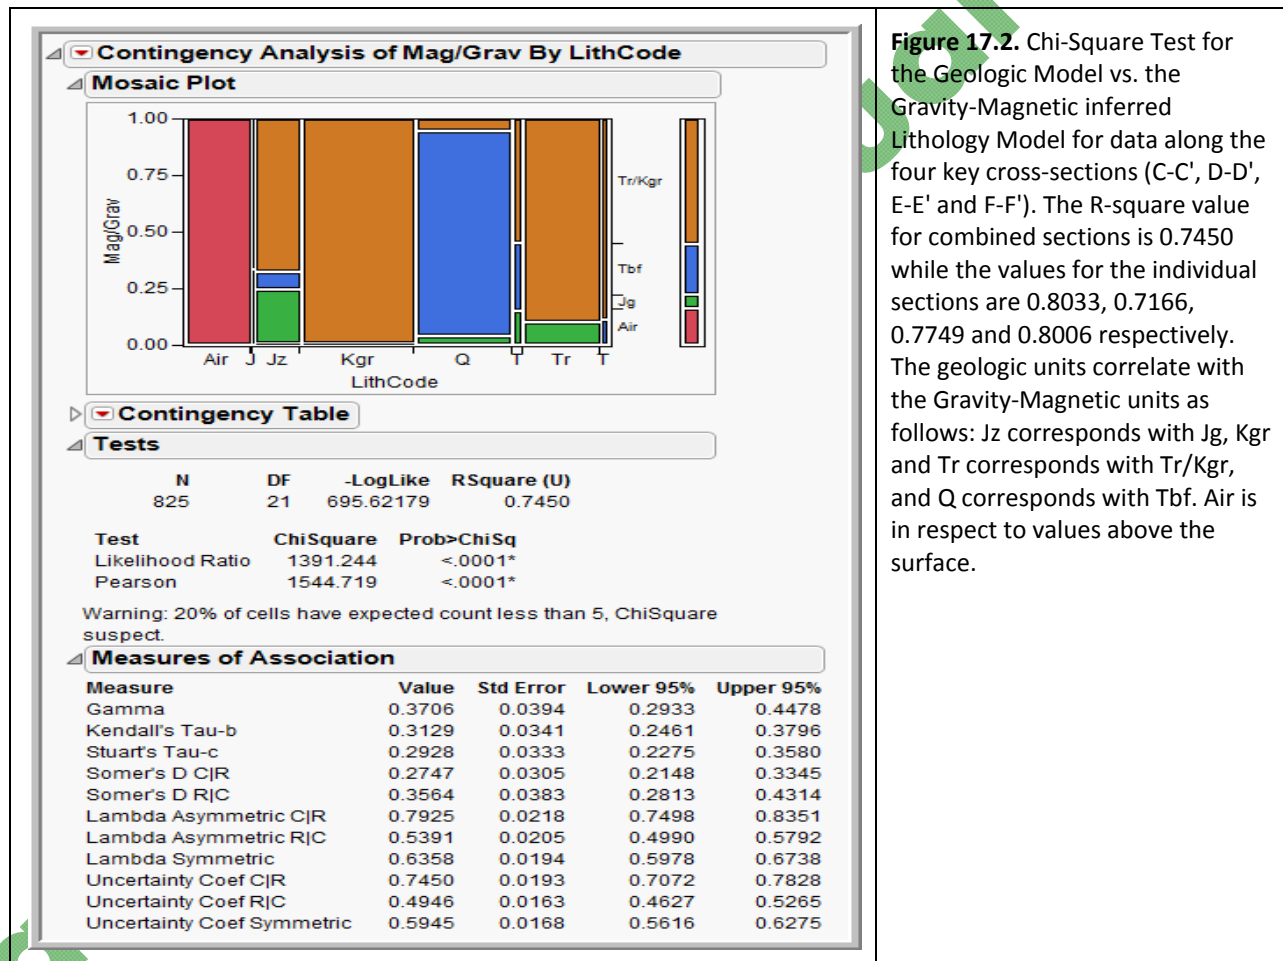 Contingency Analysis of Mag/Grav By LithCode
Mosaic Plot
1.00
0.75
0.50
0.25
0.00
Mag/Grav
Tr/Kgr
Tbf
Jg
Air
Air J Jz Kgr Q T Tr T
LithCode
Contingency Table
Tests
N DF -LogLike RSquare (U)
825 21 695.62179 0.7450
Test ChiSquare Prob>ChiSq
Likelihood Ratio 1391.244 <.0001*
Pearson 1544.719 <.0001*
Warning: 20% of cells have expected count less than 5, ChiSquare
suspect.
Measures of Association
Measure Value Std Error Lower 95% Upper 95%
Gamma 0.3706 0.0394 0.2933 0.4478
Kendall's Tau-b 0.3129 0.0341 0.2461 0.3796
Stuart's Tau-c 0.2928 0.0333 0.2275 0.3580
Somer's D C|R 0.2747 0.0305 0.2148 0.3345
Somer's D R|C 0.3564 0.0383 0.2813 0.4314
Lambda Asymmetric C|R 0.7925 0.0218 0.7498 0.8351
Lambda Asymmetric R|C 0.5391 0.0205 0.4990 0.5792
Lambda Symmetric 0.6358 0.0194 0.5978 0.6738
Uncertainty Coef C|R 0.7450 0.0193 0.7072 0.7828
Uncertainty Coef R|C 0.4946 0.0163 0.4627 0.5265
Uncertainty Coef Symmetric 0.5945 0.0168 0.5616 0.6275
Figure 17.2. Chi-Square Test for
the Geologic Model vs. the
Gravity-Magnetic inferred
Lithology Model for data along the
four key cross-sections (C-C', D-D',
E-E' and F-F'). The R-square value
for combined sections is 0.7450
while the values for the individual
sections are 0.8033, 0.7166,
0.7749 and 0.8006 respectively.
The geologic units correlate with
the Gravity-Magnetic units as
follows: Jz corresponds with Jg, Kgr
and Tr corresponds with Tr/Kgr,
and Q corresponds with Tbf. Air is
in respect to values above the
surface.